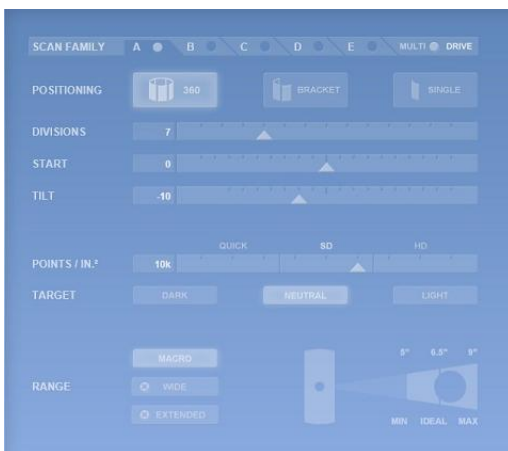 SCAN FAMILY A B C D E MULTI DRIVE
POSITIONING 360 BRACKET SINGLE
DIVISIONS 7
START 0
TILT -10
QUICK SD HD
POINTS / IN.² 10k
TARGET DARK NEUTRAL LIGHT
MACRO
5" 6.5" 9"
RANGE WIDE
EXTENDED
MIN IDEAL MAX